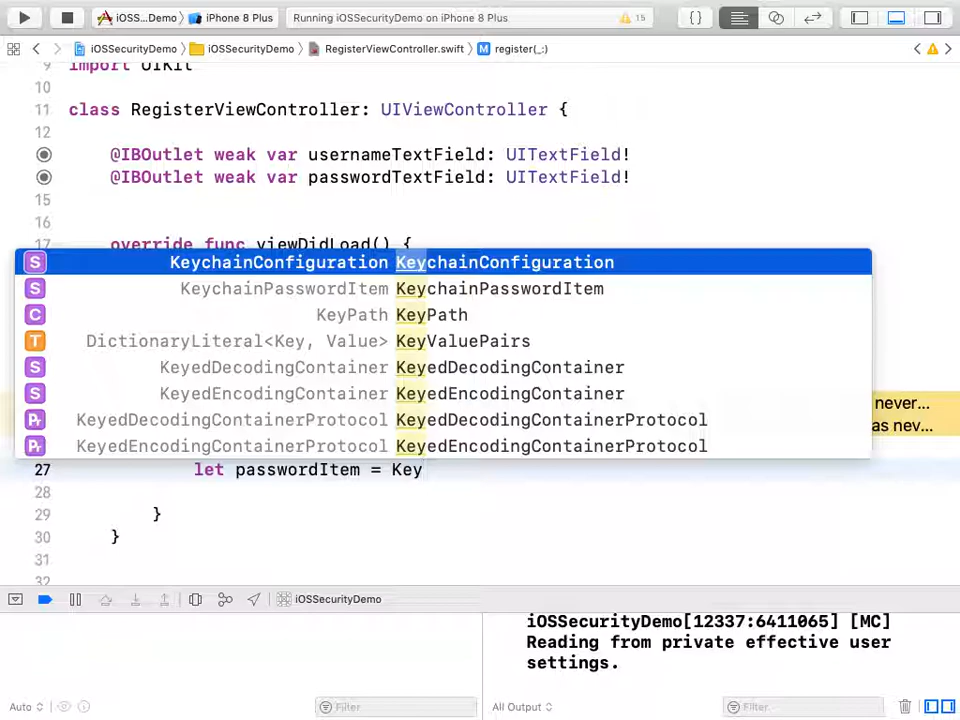 iOSS...Demo iPhone 8 Plus Running iOSSecurityDemo on iPhone 8 Plus 15
iOSSecurityDemo iOSSecurityDemo RegisterViewController.swift M register(_:)
9 import UIKit
10
11 class RegisterViewController: UIViewController {
12
@IBOutlet weak var usernameTextField: UITextField!
@IBOutlet weak var passwordTextField: UITextField!
15
16
17 override func viewDidLoad() {
S KeychainConfiguration KeychainConfiguration
S KeychainPasswordItem KeychainPasswordItem
C KeyPath KeyPath
T DictionaryLiteral<Key, Value> KeyValuePairs
S KeyedDecodingContainer KeyedDecodingContainer
S KeyedEncodingContainer KeyedEncodingContainer
Pr KeyedDecodingContainerProtocol KeyedDecodingContainerProtocol
Pr KeyedEncodingContainerProtocol KeyedEncodingContainerProtocol
never...
as nev...
27 let passwordItem = Key
28
29 }
30 }
31
32
iOSSecurityDemo
iOSSecurityDemo[12337:6411065] [MC]
Reading from private effective user
settings.
Auto Filter All Output Filter